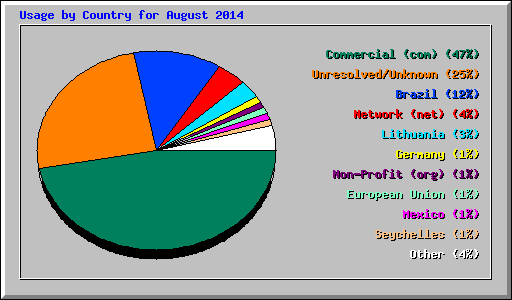 Usage by Country for August 2014
Commercial (com) (47%)
Unresolved/Unknown (25%)
Brazil (12%)
Network (net) (4%)
Lithuania (3%)
Germany (1%)
Non-Profit (org) (1%)
European Union (1%)
Mexico (1%)
Seychelles (1%)
Other (4%)